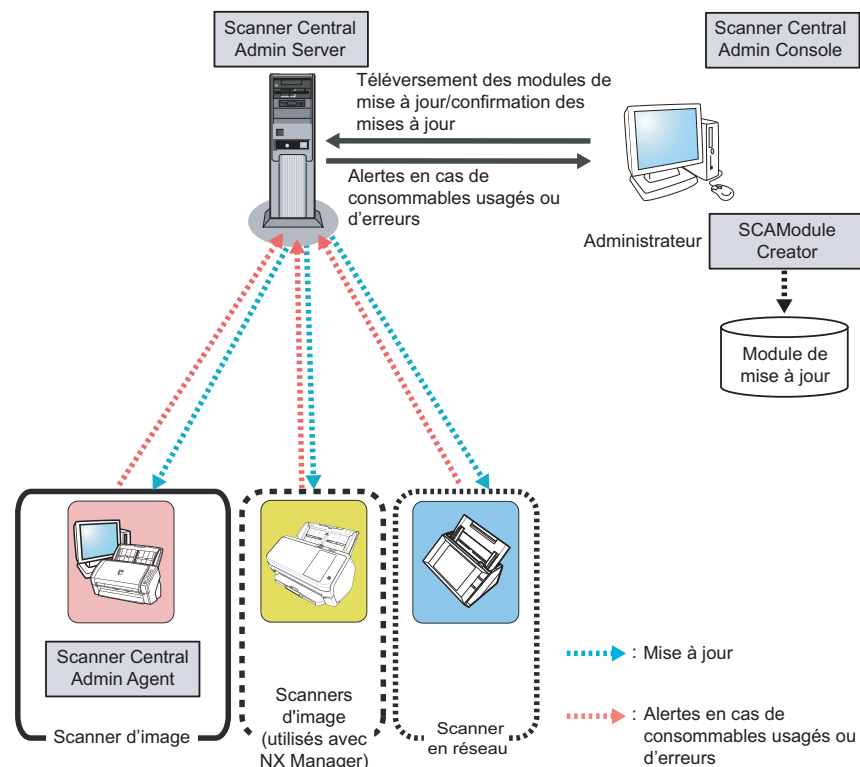 Scanner Central
Admin Server
Scanner Central
Admin Console
Téléversement des modules de
mise à jour/confirmation des
mises à jour
Alertes en cas de
consommables usagés ou
d'erreurs
Administrateur
SCAModule
Creator
Module de
mise à jour
Scanner Central
Admin Agent
Scanner d'image
Scanners
d'image
(utilisés avec
NX Manager)
Scanner
en réseau
: Mise à jour
: Alertes en cas de
consommables usagés ou
d'erreurs